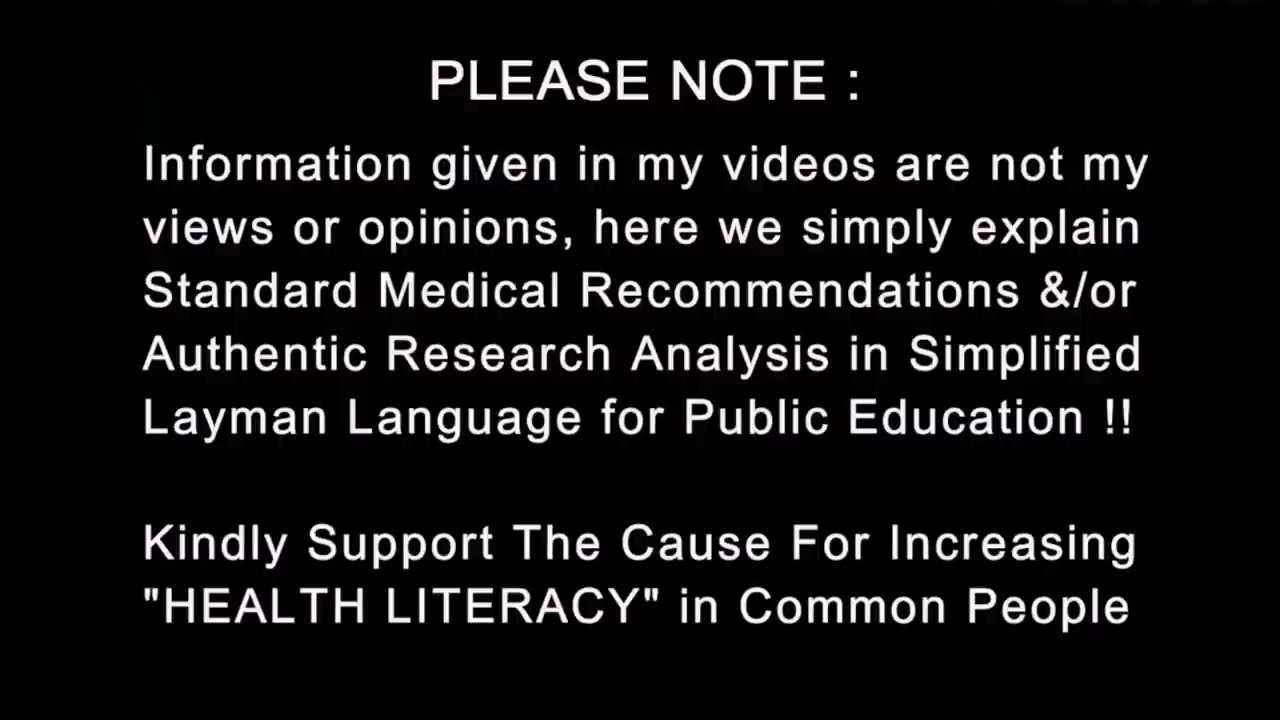 PLEASE NOTE :
Information given in my videos are not my
views or opinions, here we simply explain
Standard Medical Recommendations &/or
Authentic Research Analysis in Simplified
Layman Language for Public Education !!
Kindly Support The Cause For Increasing
"HEALTH LITERACY" in Common People